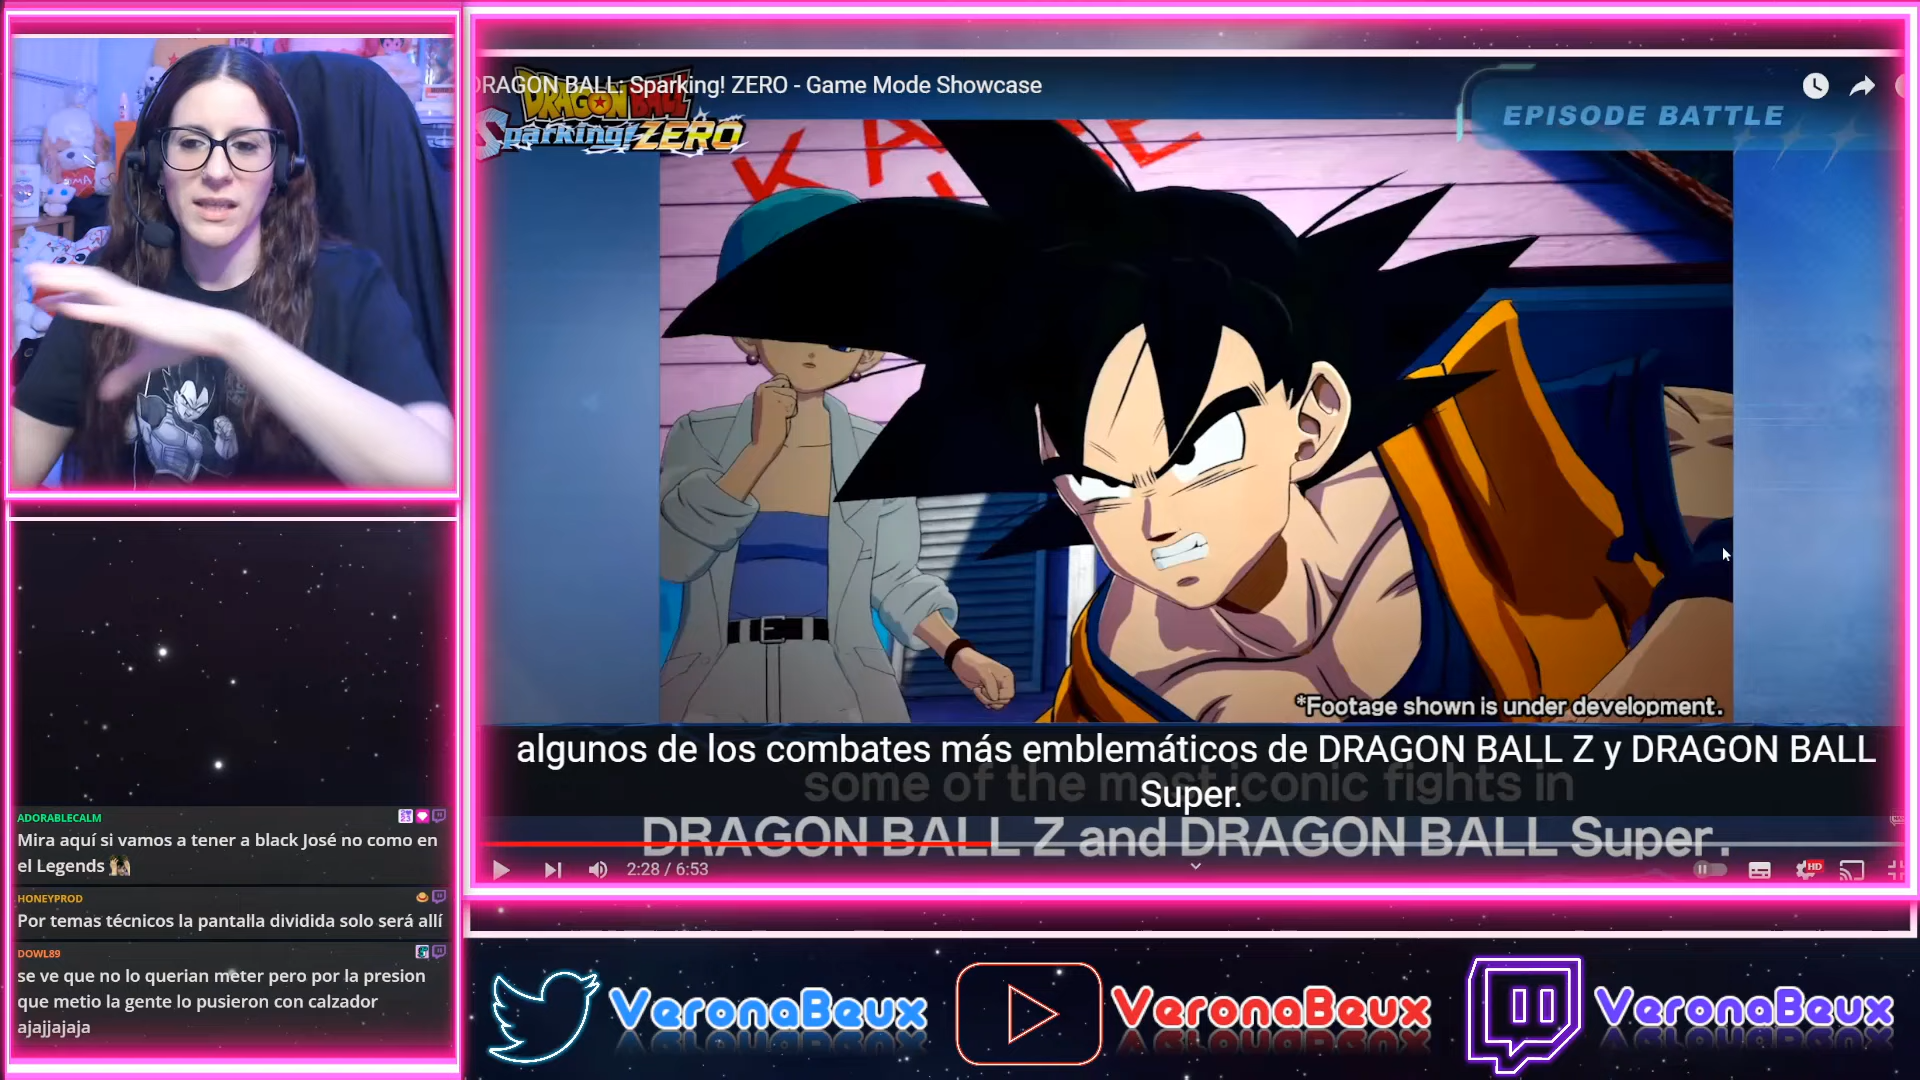 DRAGON BALL: Sparking! ZERO - Game Mode Showcase
DRAGON BALL
Sparking! ZERO
EPISODE BATTLE
KA E
*Footage shown is under development.
algunos de los combates más emblemáticos de DRAGON BALL Z y DRAGON BALL
Super.
some of the most iconic fights in
DRAGON BALL Z and DRAGON BALL Super.
2:28 / 6:53
HD
ADORABLECALM
Mira aquí si vamos a tener a black José no como en
el Legends
HONEYPROD
Por temas técnicos la pantalla dividida solo será allí
DOWL89
se ve que no lo querian meter pero por la presion
que metio la gente lo pusieron con calzador
ajajjajaja
VeronaBeux
VeronaBeux
VeronaBeux